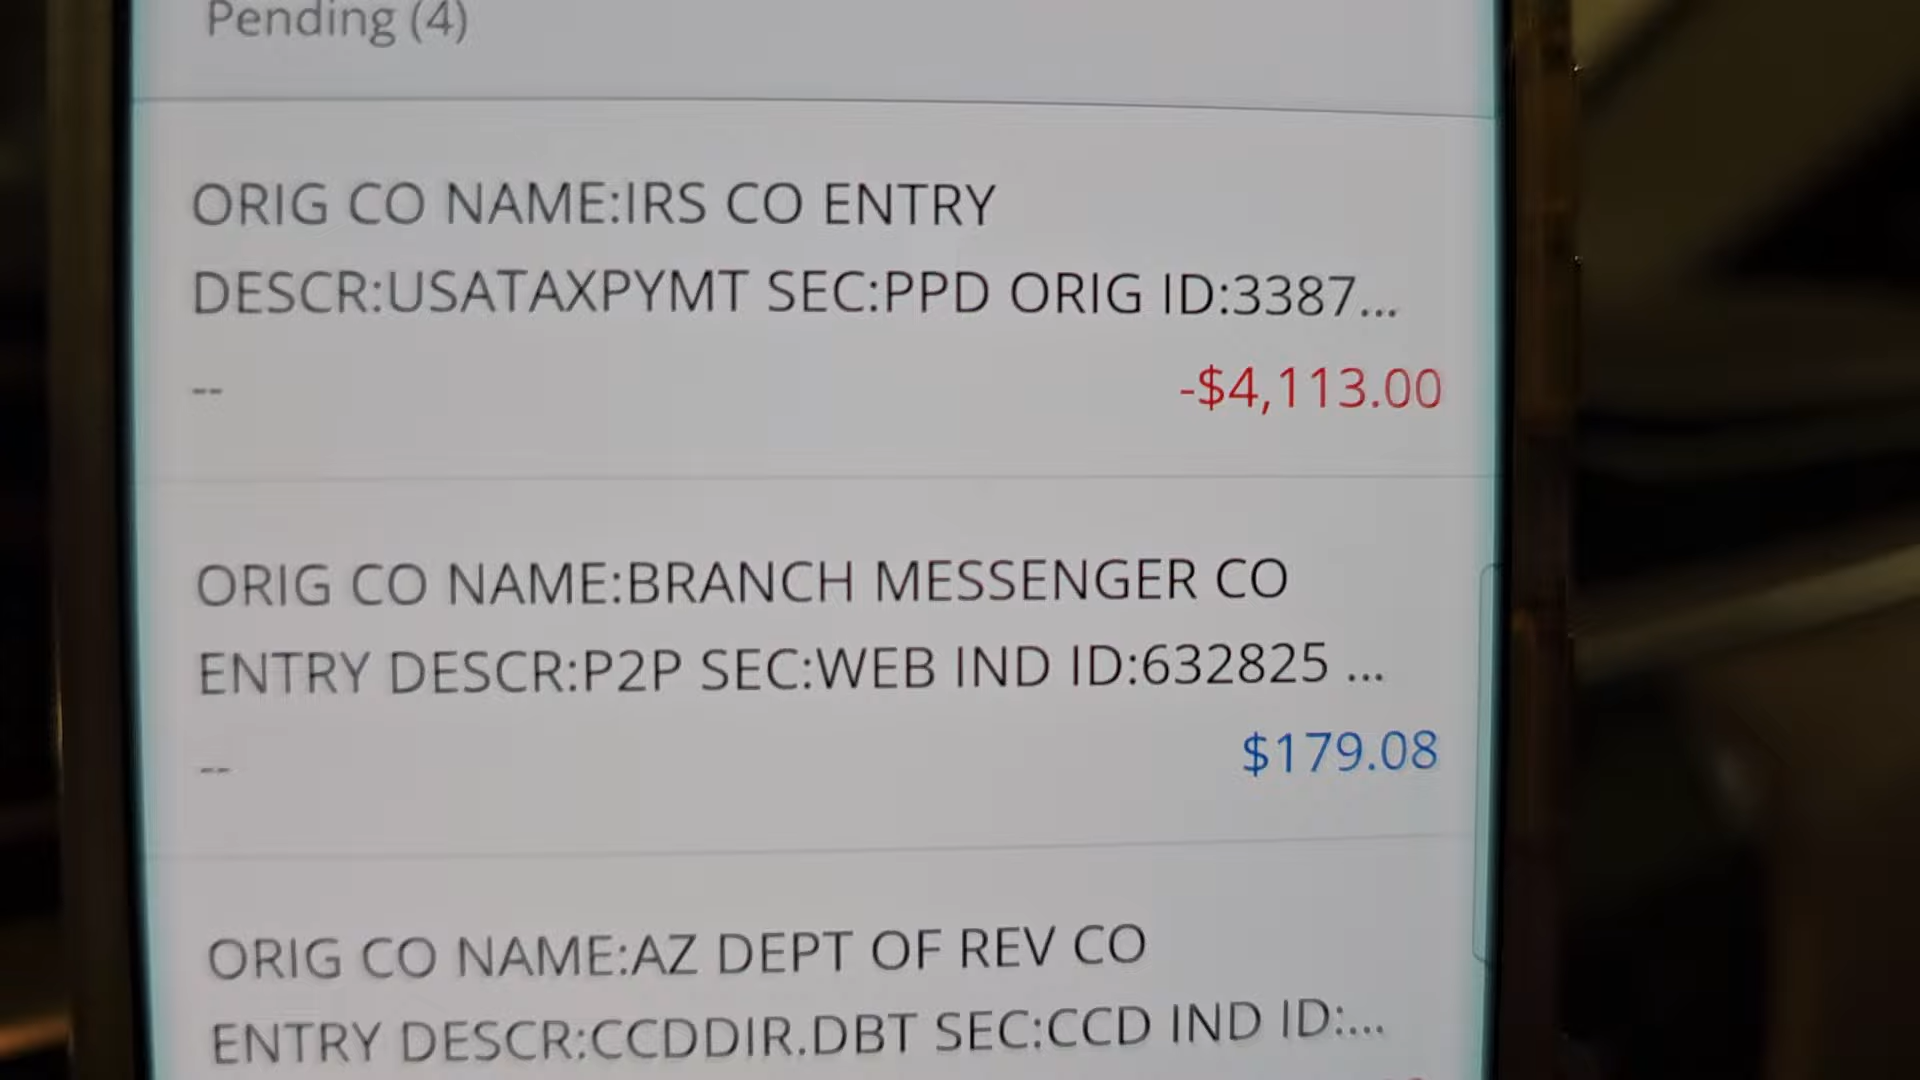 Pending (4)
ORIG CO NAME:IRS CO ENTRY
DESCR:USATAXPYMT SEC:PPD ORIG ID:3387...
--
-$4,113.00
ORIG CO NAME:BRANCH MESSENGER CO
ENTRY DESCR:P2P SEC:WEB IND ID:632825 ...
--
$179.08
ORIG CO NAME:AZ DEPT OF REV CO
ENTRY DESCR:CCDDIR.DBT SEC:CCD IND ID:...